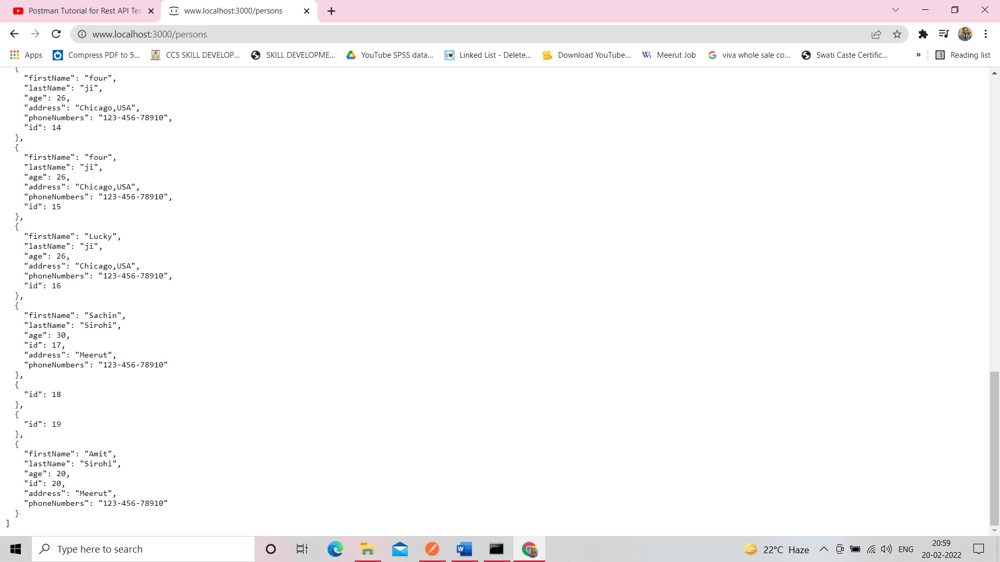 Postman Tutorial for Rest API Tes
www.localhost:3000/persons
www.localhost:3000/persons
Apps
Compress PDF to 5...
CCS SKILL DEVELOP...
SKILL DEVELOPME...
YouTube SPSS data...
Linked List - Delete...
Download YouTube...
Meerut Job
viva whole sale co...
Swati Caste Certific...
»
Reading list
{
"firstName": "four",
"lastName": "ji",
"age": 26,
"address": "Chicago,USA",
"phoneNumbers": "123-456-78910",
"id": 14
},
{
"firstName": "four",
"lastName": "ji",
"age": 26,
"address": "Chicago,USA",
"phoneNumbers": "123-456-78910",
"id": 15
},
{
"firstName": "Lucky",
"lastName": "ji",
"age": 26,
"address": "Chicago,USA",
"phoneNumbers": "123-456-78910",
"id": 16
},
{
"firstName": "Sachin",
"lastName": "Sirohi",
"age": 30,
"id": 17,
"address": "Meerut",
"phoneNumbers": "123-456-78910"
},
{
"id": 18
},
{
"id": 19
},
{
"firstName": "Amit",
"lastName": "Sirohi",
"age": 20,
"id": 20,
"address": "Meerut",
"phoneNumbers": "123-456-78910"
}
]
Type here to search
22°C Haze
ENG
20:59
20-02-2022